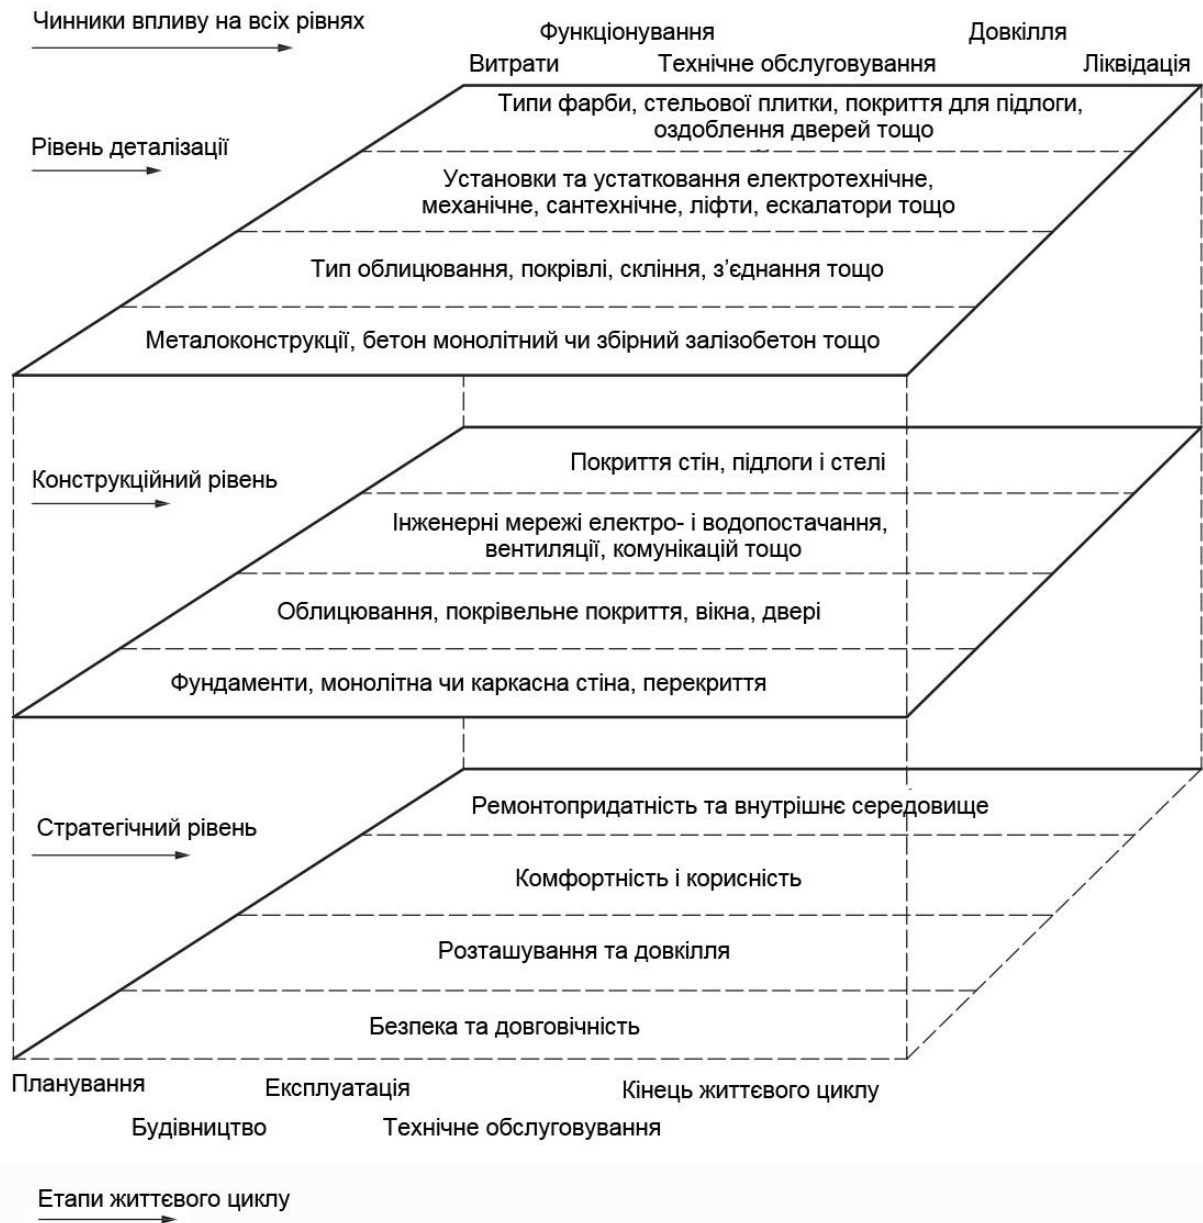 Чинники впливу на всіх рівнях
Функціонування
Довкілля
Витрати
Технічне обслуговування
Ліквідація
Типи фарби, стельової плитки, покриття для підлоги,
оздоблення дверей тощо
Рівень деталізації
Установки та устатковання електротехнічне,
механічне, сантехнічне, ліфти, ескалатори тощо
Тип облицювання, покрівлі, скління, з’єднання тощо
Металоконструкції, бетон монолітний чи збірний залізобетон тощо
Конструкційний рівень
Покриття стін, підлоги і стелі
Інженерні мережі електро- і водопостачання,
вентиляції, комунікацій тощо
Облицювання, покрівельне покриття, вікна, двері
Фундаменти, монолітна чи каркасна стіна, перекриття
Стратегічний рівень
Ремонтопридатність та внутрішнє середовище
Комфортність і корисність
Розташування та довкілля
Безпека та довговічність
Планування
Експлуатація
Кінець життєвого циклу
Будівництво
Технічне обслуговування
Етапи життєвого циклу